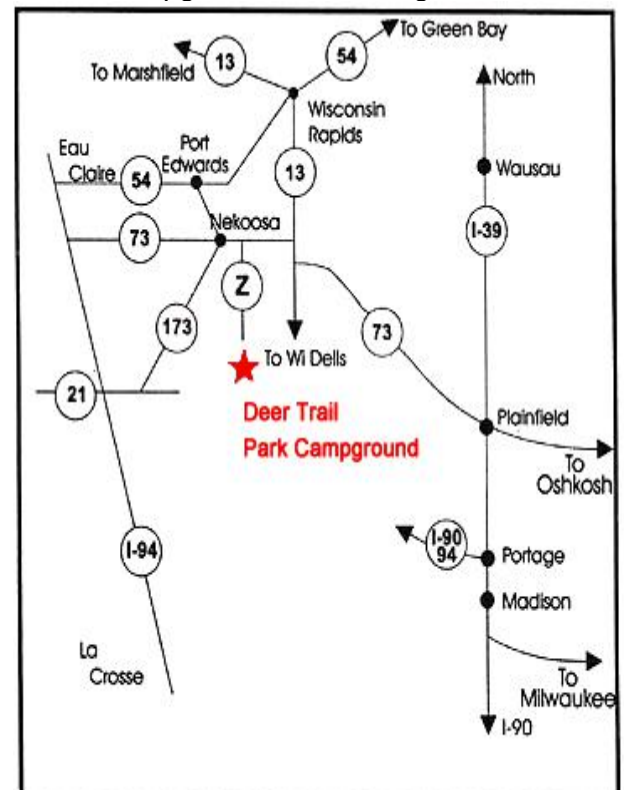 To Green Bay
To Marshfield
13
54
North
Wisconsin
Rapids
Eau
Claire
Port
Edwards
54
13
Wausau
Nekoosa
73
I-39
Z
173
To Wi Dells
73
21
Deer Trail
Park Campground
Plainfield
To
Oshkosh
I-94
I-90
94
Portage
Madison
La
Crosse
To
Milwaukee
I-90